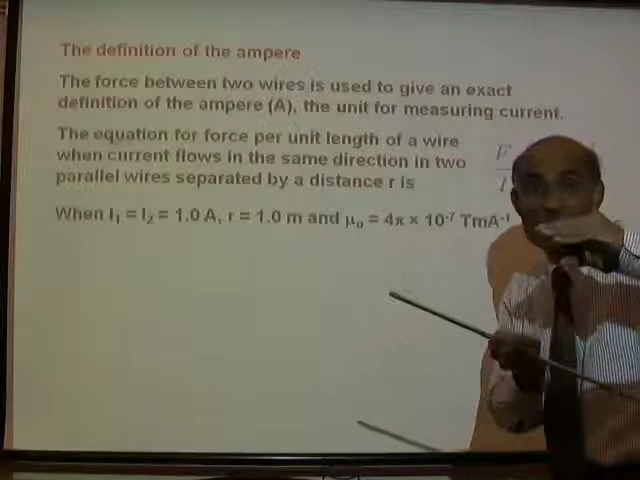 The definition of the ampere
The force between two wires is used to give an exact
definition of the ampere (A), the unit for measuring current.
The equation for force per unit length of a wire
when current flows in the same direction in two
parallel wires separated by a distance r is
F
When I₁ = I₂ = 1.0 A, r = 1.0 m and μ₀ = 4π × 10⁻⁷ TmA⁻¹